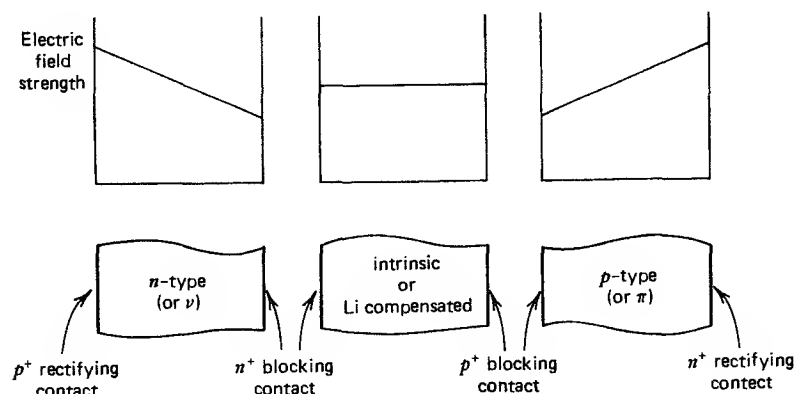 Electric
field
strength
n-type
(or ν)
intrinsic
or
Li compensated
p-type
(or π)
p+ rectifying
contact
n+ blocking
contact
p+ blocking
contact
n+ rectifying
contect